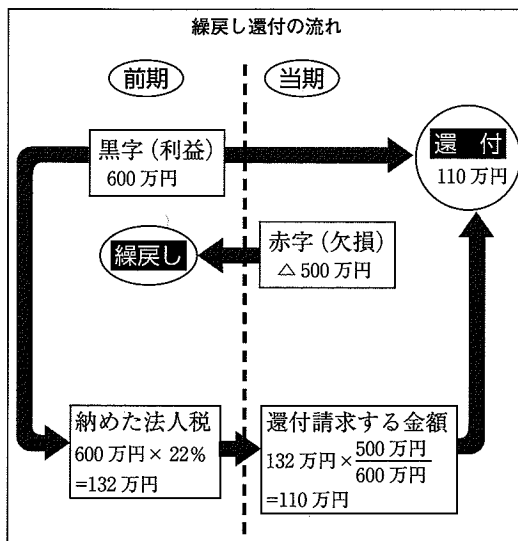 繰戻し還付の流れ
前期
当期
黒字(利益)
600万円
還付
110万円
赤字(欠損)
△500万円
繰戻し
納めた法人税
600万円×22%
=132万円
還付請求する金額
132万円×500万円/600万円
=110万円